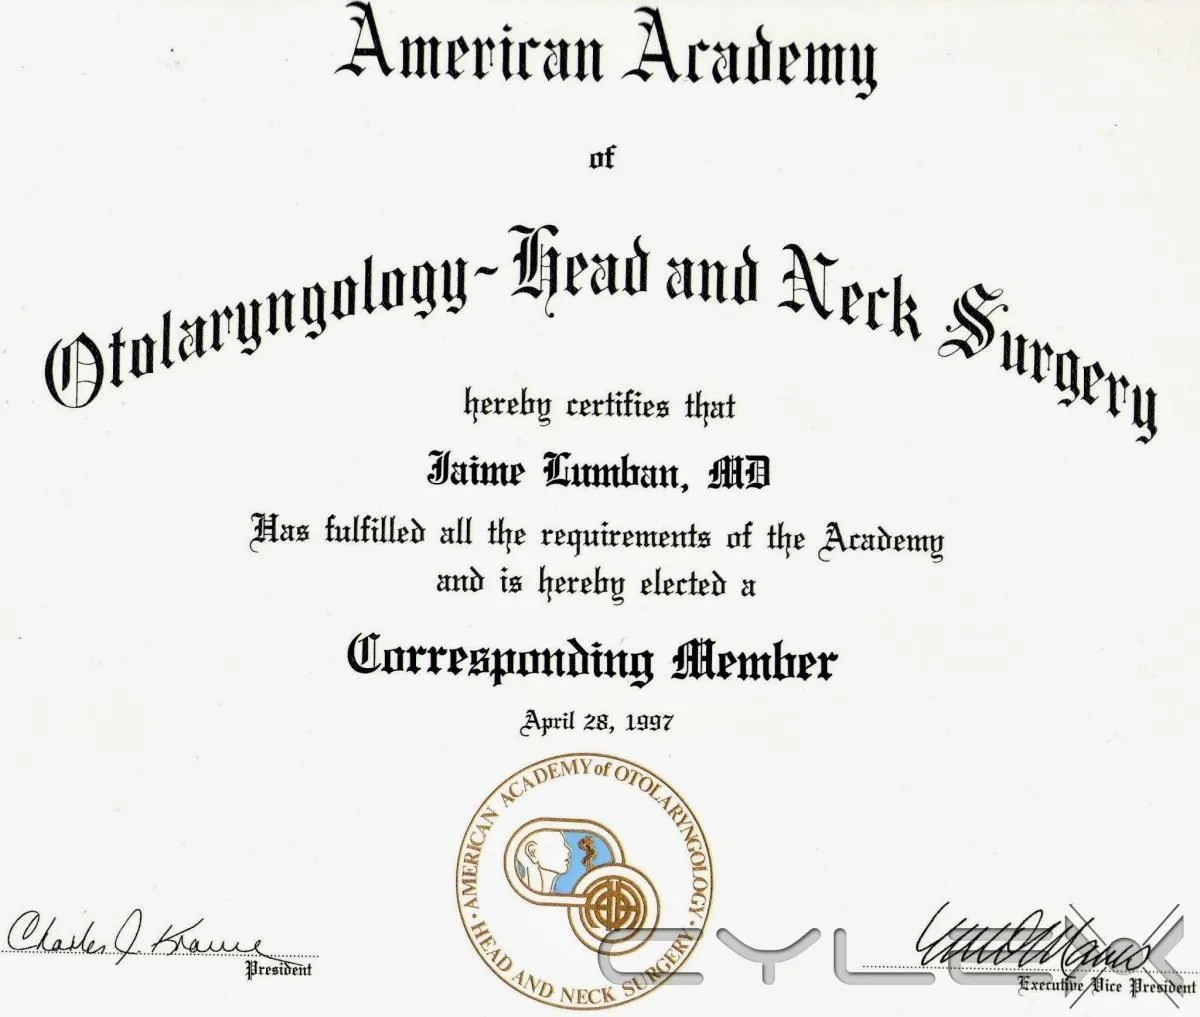 American Academy
of
Otolaryngology-Head and Neck Surgery
hereby certifies that
Jaime Lumban, MD
Has fulfilled all the requirements of the Academy
and is hereby elected a
Corresponding Member
April 28, 1997
AMERICAN ACADEMY of OTOLARYNGOLOGY
· HEAD AND NECK SURGERY ·
Charles J. Krause
President
Executive Vice President
CYLEX